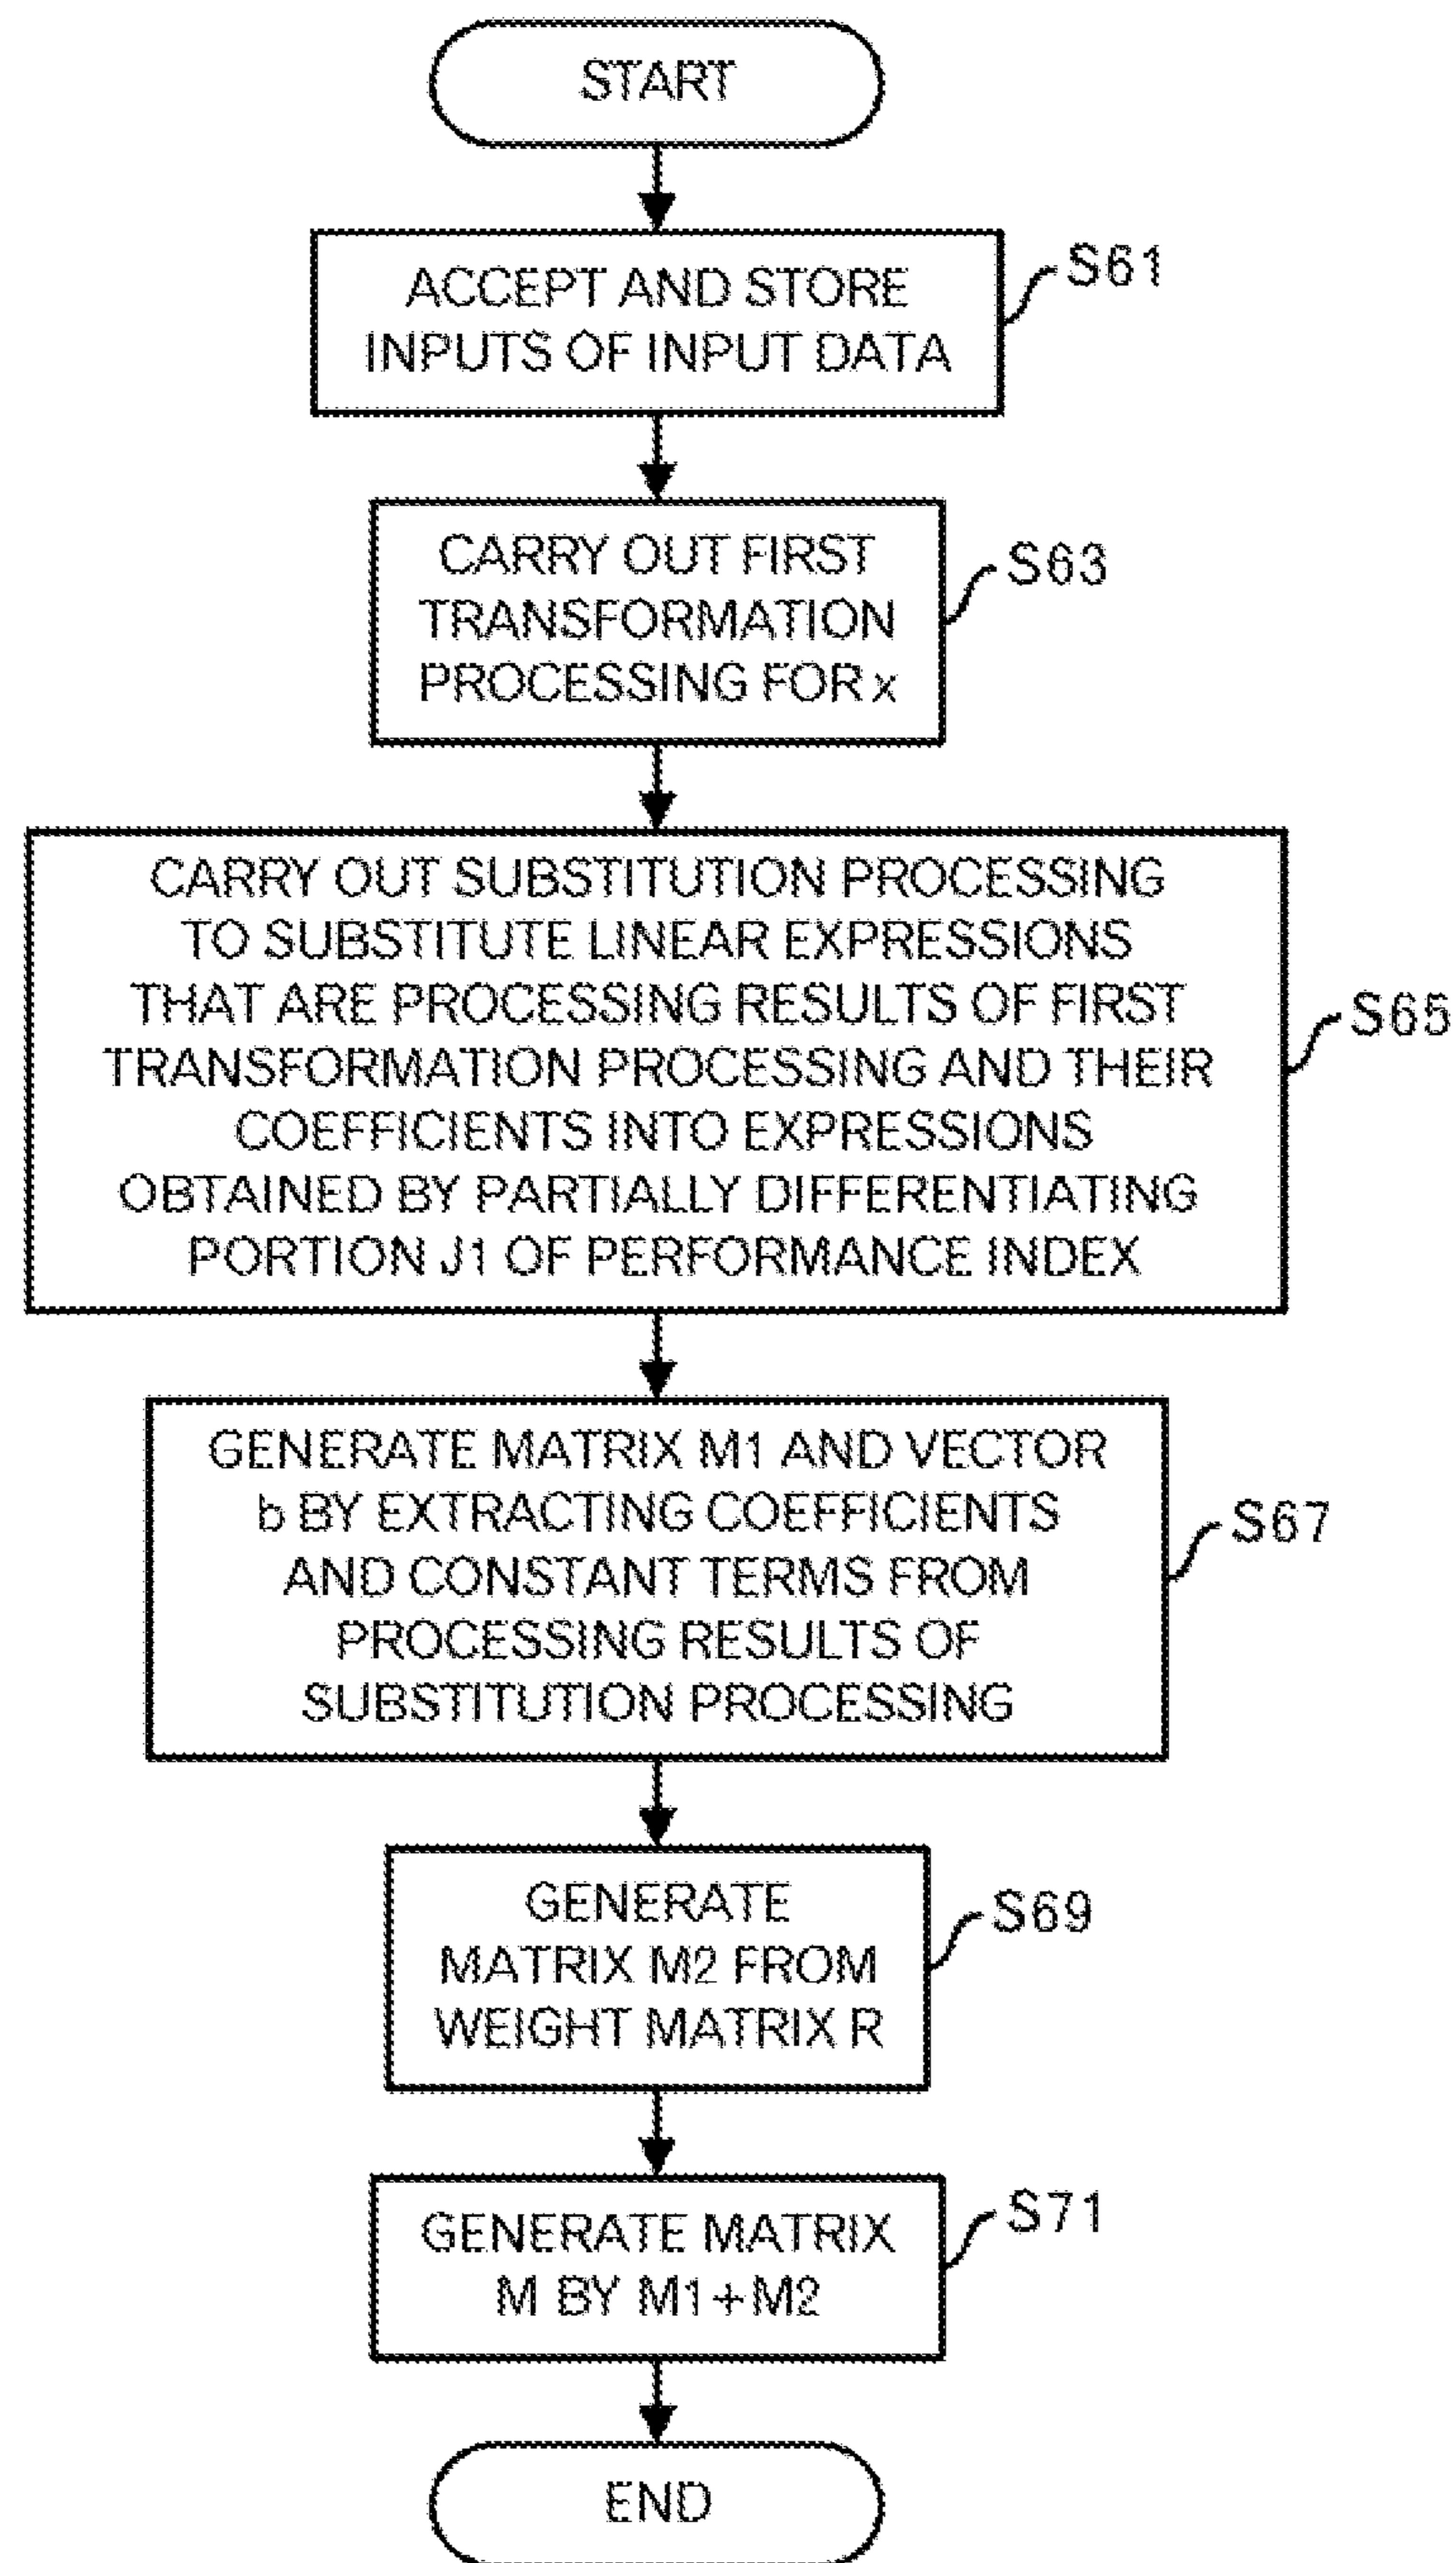 START
ACCEPT AND STORE
INPUTS OF INPUT DATA
S61
CARRY OUT FIRST
TRANSFORMATION
PROCESSING FOR x
S63
CARRY OUT SUBSTITUTION PROCESSING
TO SUBSTITUTE LINEAR EXPRESSIONS
THAT ARE PROCESSING RESULTS OF FIRST
TRANSFORMATION PROCESSING AND THEIR
COEFFICIENTS INTO EXPRESSIONS
OBTAINED BY PARTIALLY DIFFERENTIATING
PORTION J1 OF PERFORMANCE INDEX
S65
GENERATE MATRIX M1 AND VECTOR
b BY EXTRACTING COEFFICIENTS
AND CONSTANT TERMS FROM
PROCESSING RESULTS OF
SUBSTITUTION PROCESSING
S67
GENERATE
MATRIX M2 FROM
WEIGHT MATRIX R
S69
GENERATE MATRIX
M BY M1+M2
S71
END